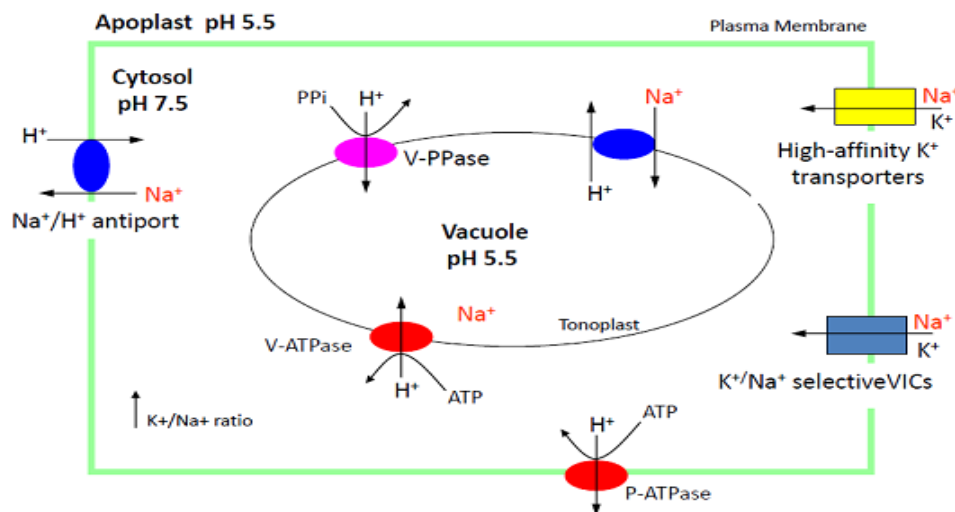 Apoplast pH 5.5
Plasma Membrane
Cytosol
pH 7.5
H⁺
Na⁺
Na⁺/H⁺ antiport
PPi
H⁺
V-PPase
Na⁺
H⁺
Na⁺
K⁺
High-affinity K⁺
transporters
Vacuole
pH 5.5
Na⁺
Tonoplast
V-ATPase
H⁺
ATP
Na⁺
K⁺
K⁺/Na⁺ selectiveVICs
K+/Na+ ratio
H⁺
ATP
P-ATPase